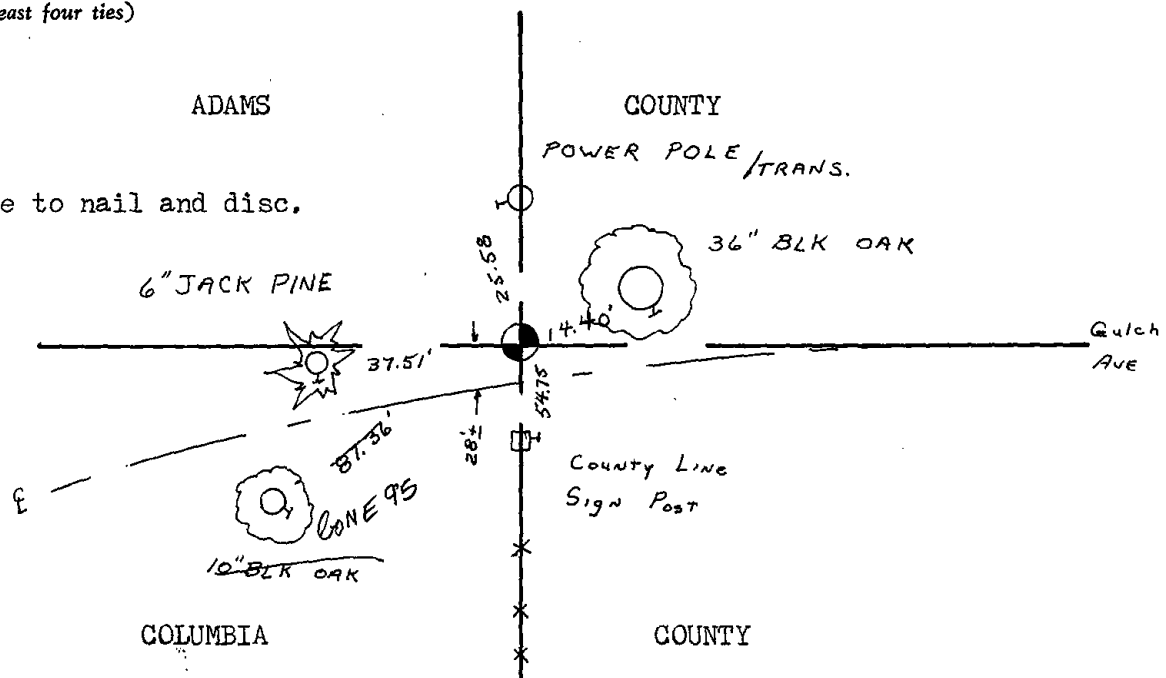 east four ties)
ADAMS COUNTY
POWER POLE/TRANS.
e to nail and disc.
36" BLK OAK
6" JACK PINE
25.58
14.40'
Gulch
Ave
37.51'
54.75
28'±
87.36'
County Line
Sign Post
℄
GONE 95
10" BLK OAK
COLUMBIA COUNTY